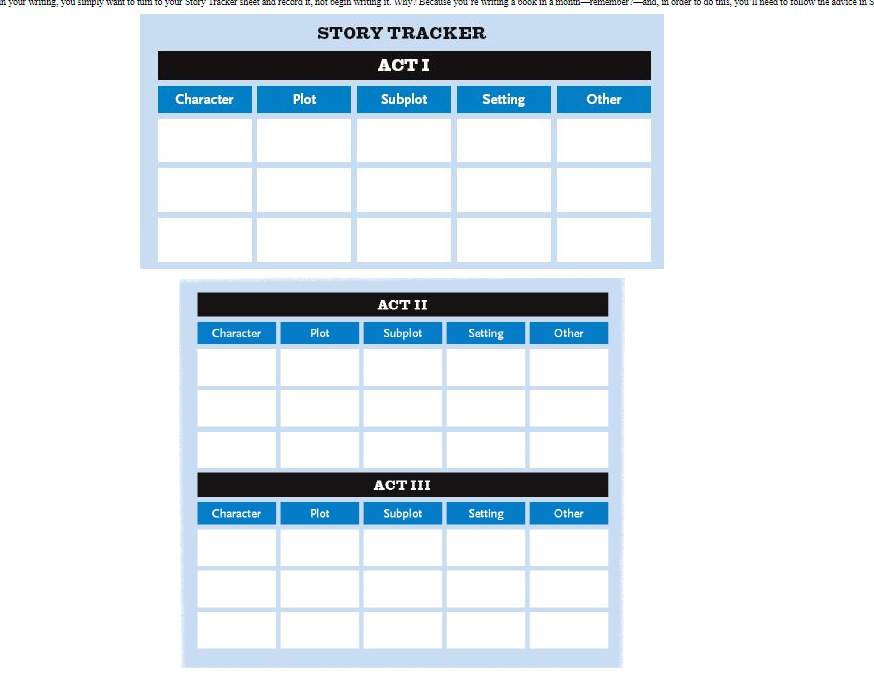 in your writing, you simply want to turn to your Story Tracker sheet and record it, not begin writing it. Why? Because you're writing a book in a month—remember?—and, in order to do this, you'll need to follow the advice in S
STORY TRACKER
ACT I
Character Plot Subplot Setting Other
ACT II
Character Plot Subplot Setting Other
ACT III
Character Plot Subplot Setting Other